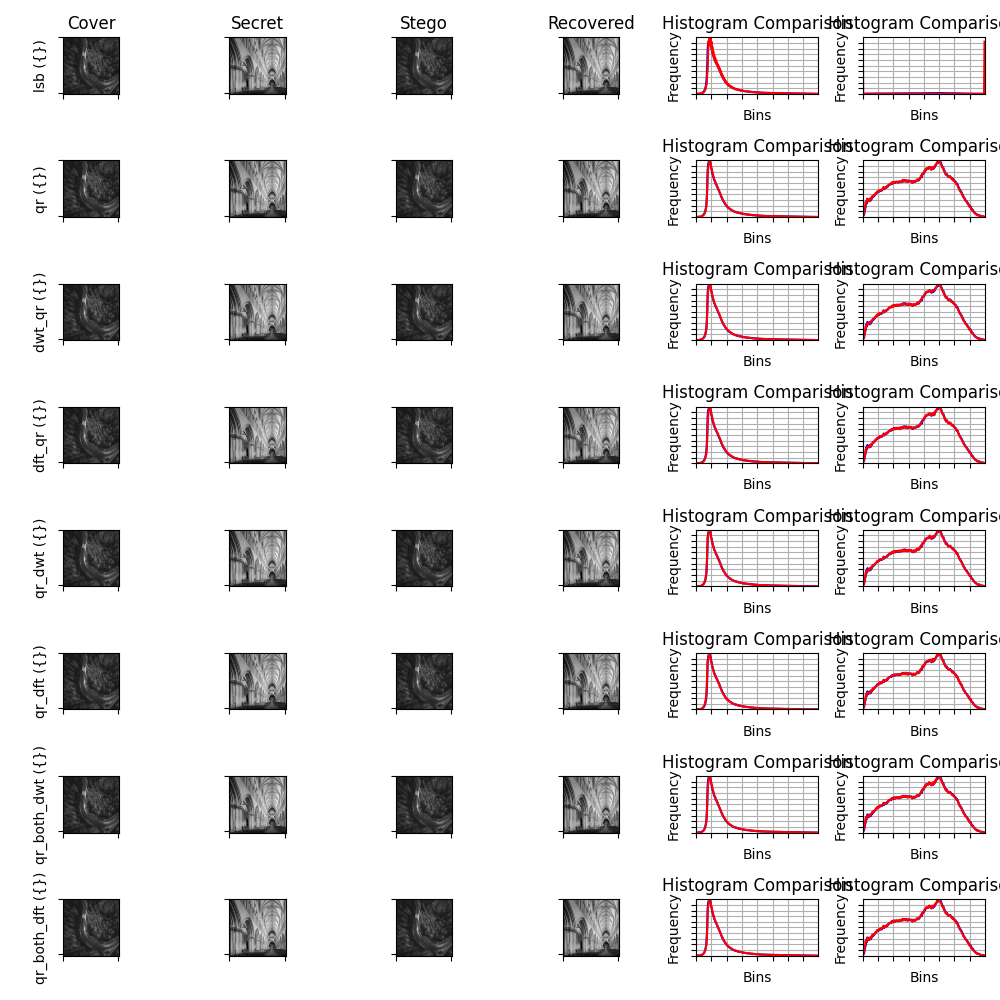 Cover Secret Stego Recovered Histogram Comparison Histogram Comparis
lsb ({})
Frequency
Frequency
Bins Bins
Histogram Comparison Histogram Comparis
qr ({})
Frequency
Frequency
Bins Bins
Histogram Comparison Histogram Comparis
dwt_qr ({})
Frequency
Frequency
Bins Bins
Histogram Comparison Histogram Comparis
dft_qr ({})
Frequency
Frequency
Bins Bins
Histogram Comparison Histogram Comparis
qr_dwt ({})
Frequency
Frequency
Bins Bins
Histogram Comparison Histogram Comparis
qr_dft ({})
Frequency
Frequency
Bins Bins
Histogram Comparison Histogram Comparis
qr_both_dwt ({})
Frequency
Frequency
Bins Bins
Histogram Comparison Histogram Comparis
qr_both_dft ({})
Frequency
Frequency
Bins Bins